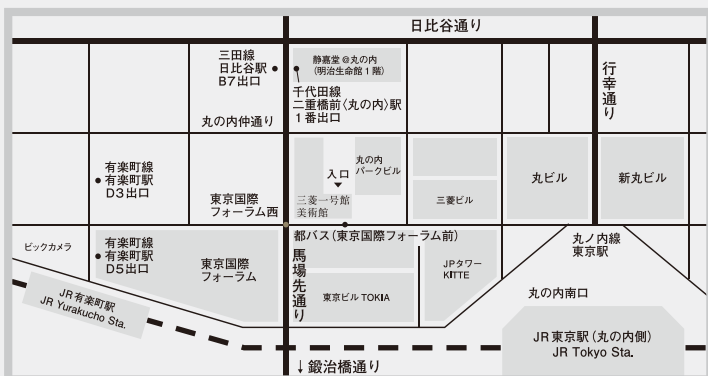 日比谷通り
三田線
日比谷駅
B7出口
静嘉堂@丸の内
(明治生命館1階)
千代田線
二重橋前〈丸の内〉駅
1番出口
行幸通り
丸の内仲通り
有楽町線
有楽町駅
D3出口
東京国際
フォーラム西
入口
丸の内
パークビル
三菱一号館
美術館
三菱ビル
丸ビル
新丸ビル
都バス(東京国際フォーラム前)
丸ノ内線
東京駅
ビックカメラ
有楽町線
有楽町駅
D5出口
東京国際
フォーラム
馬場先通り
東京ビル TOKIA
JPタワー
KITTE
丸の内南口
JR有楽町駅
JR Yurakucho Sta.
JR東京駅(丸の内側)
JR Tokyo Sta.
↓鍛冶橋通り